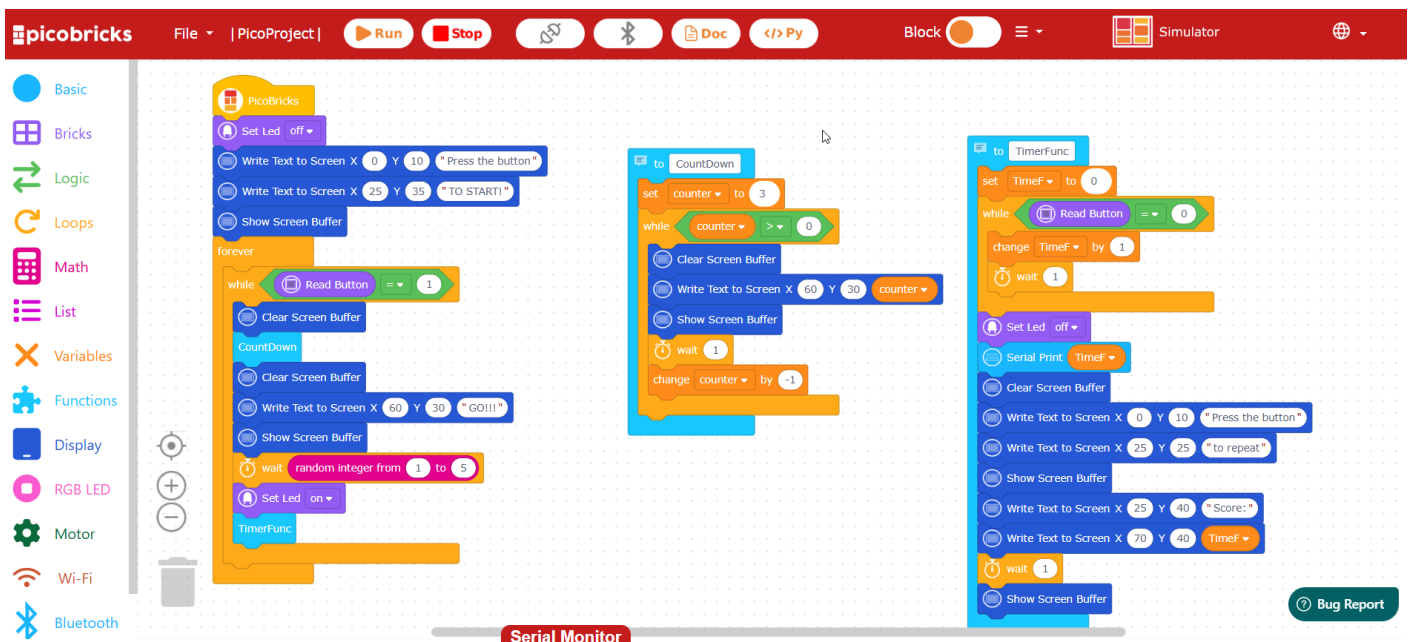 picobricks File |PicoProject| Run Stop Doc </> Py Block Simulator
Basic
Bricks
Logic
Loops
Math
List
Variables
Functions
Display
RGB LED
Motor
Wi-Fi
Bluetooth
PicoBricks
Set Led off
Write Text to Screen X 0 Y 10 "Press the button"
Write Text to Screen X 25 Y 35 "TO START!"
Show Screen Buffer
forever
while Read Button = 1
Clear Screen Buffer
CountDown
Clear Screen Buffer
Write Text to Screen X 60 Y 30 "GO!!!"
Show Screen Buffer
wait random integer from 1 to 5
Set Led on
TimerFunc
to CountDown
set counter to 3
while counter > 0
Clear Screen Buffer
Write Text to Screen X 60 Y 30 counter
Show Screen Buffer
wait 1
change counter by -1
to TimerFunc
set TimeF to 0
while Read Button = 0
change TimeF by 1
wait 1
Set Led off
Serial Print TimeF
Clear Screen Buffer
Write Text to Screen X 0 Y 10 "Press the button"
Write Text to Screen X 25 Y 25 "to repeat"
Show Screen Buffer
Write Text to Screen X 25 Y 40 "Score:"
Write Text to Screen X 70 Y 40 TimeF
wait 1
Show Screen Buffer
Bug Report
Serial Monitor